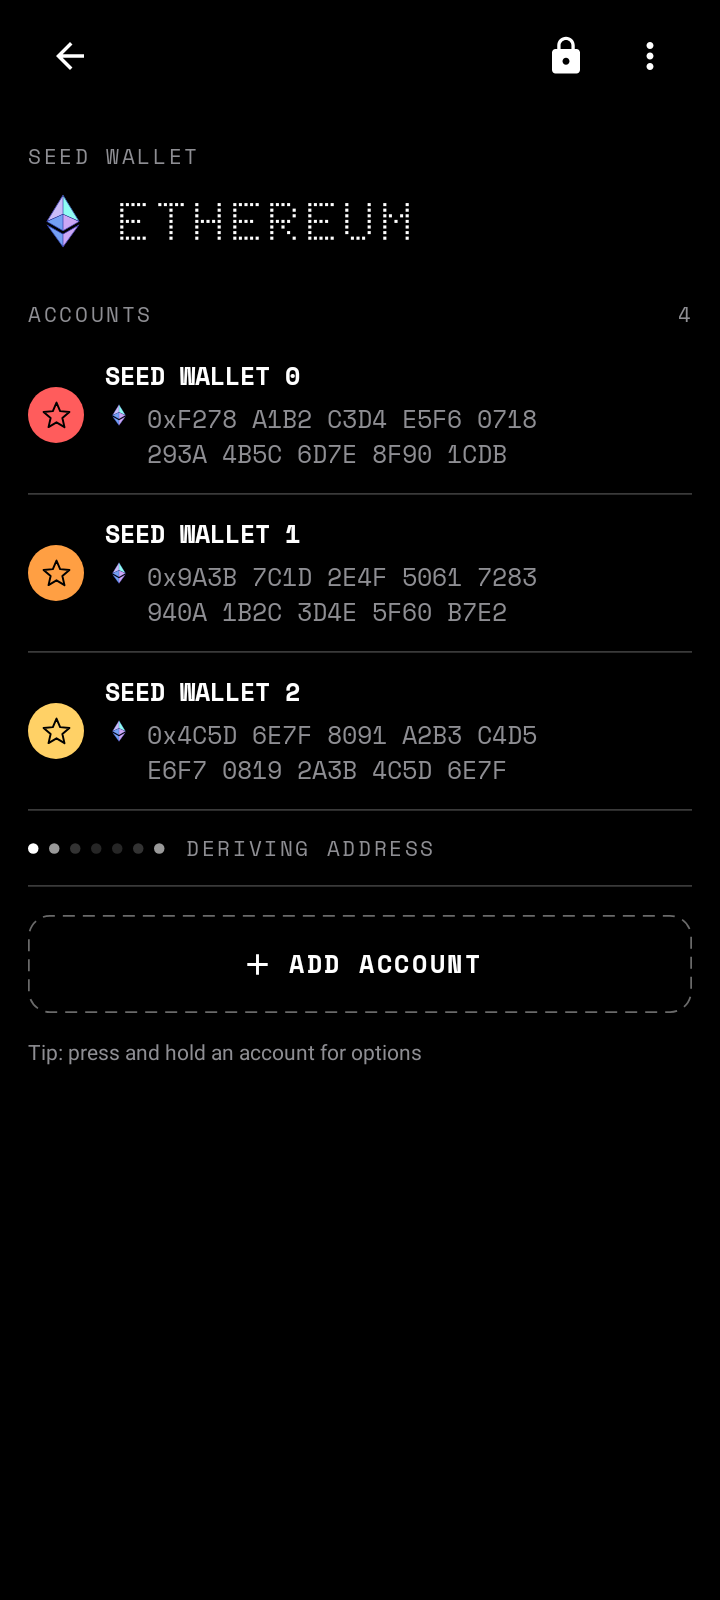 SEED WALLET
ETHEREUM
ACCOUNTS 4
SEED WALLET 0
0xF278 A1B2 C3D4 E5F6 0718
293A 4B5C 6D7E 8F90 1CDB
SEED WALLET 1
0x9A3B 7C1D 2E4F 5061 7283
940A 1B2C 3D4E 5F60 B7E2
SEED WALLET 2
0x4C5D 6E7F 8091 A2B3 C4D5
E6F7 0819 2A3B 4C5D 6E7F
DERIVING ADDRESS
+ ADD ACCOUNT
Tip: press and hold an account for options